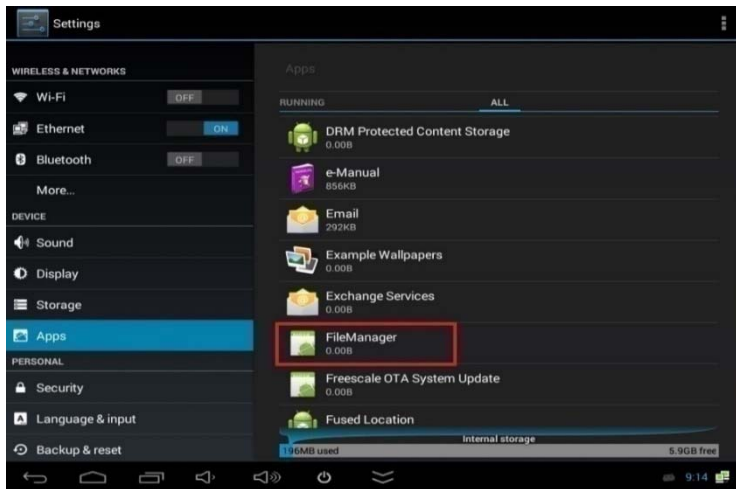 Settings
WIRELESS & NETWORKS
Wi-Fi OFF
Ethernet ON
Bluetooth OFF
More...
DEVICE
Sound
Display
Storage
Apps
PERSONAL
Security
A Language & input
Backup & reset
Apps
RUNNING ALL
DRM Protected Content Storage
0.00B
e-Manual
856KB
Email
292KB
Example Wallpapers
0.00B
Exchange Services
0.00B
FileManager
0.00B
Freescale OTA System Update
0.00B
Fused Location
Internal storage
196MB used 5.9GB free
9:14